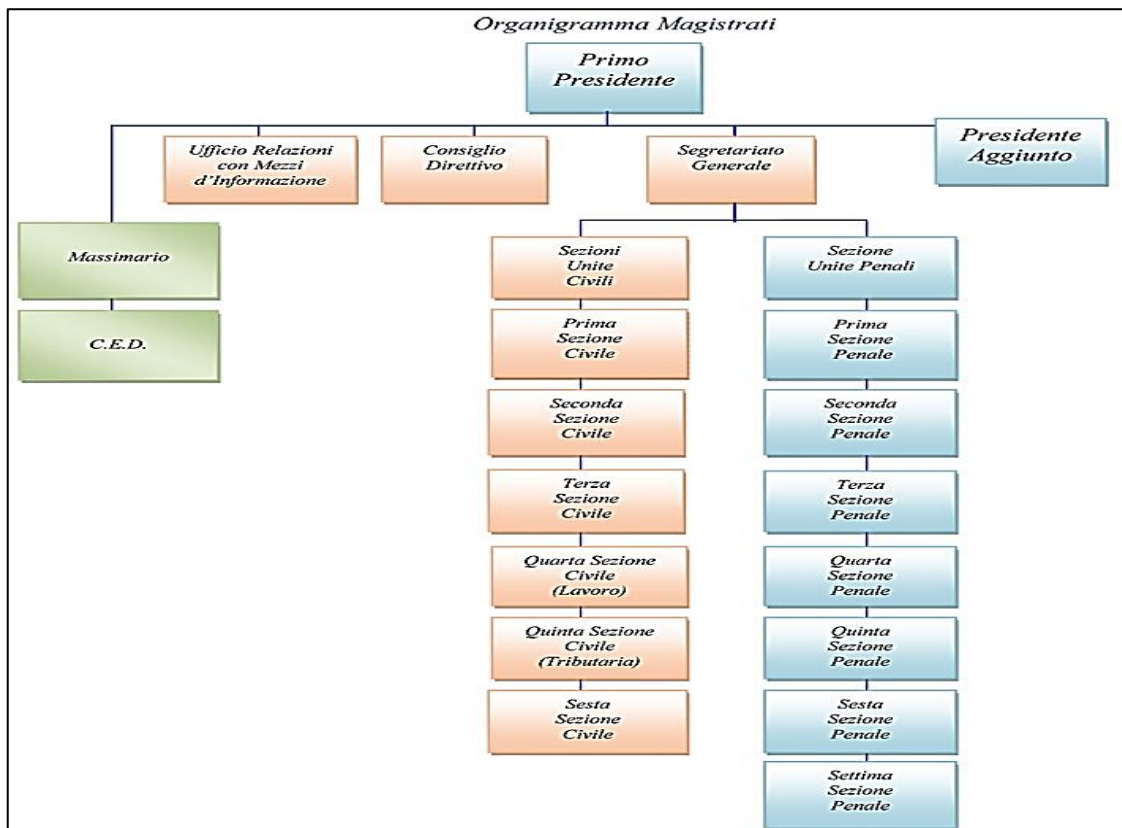 Organigramma Magistrati
Primo
Presidente
Ufficio Relazioni
con Mezzi
d'Informazione
Consiglio
Direttivo
Segretariato
Generale
Presidente
Aggiunto
Massimario
C.E.D.
Sezioni
Unite
Civili
Prima
Sezione
Civile
Seconda
Sezione
Civile
Terza
Sezione
Civile
Quarta Sezione
Civile
(Lavoro)
Quinta Sezione
Civile
(Tributaria)
Sesta
Sezione
Civile
Sezione
Unite Penali
Prima
Sezione
Penale
Seconda
Sezione
Penale
Terza
Sezione
Penale
Quarta
Sezione
Penale
Quinta
Sezione
Penale
Sesta
Sezione
Penale
Settima
Sezione
Penale